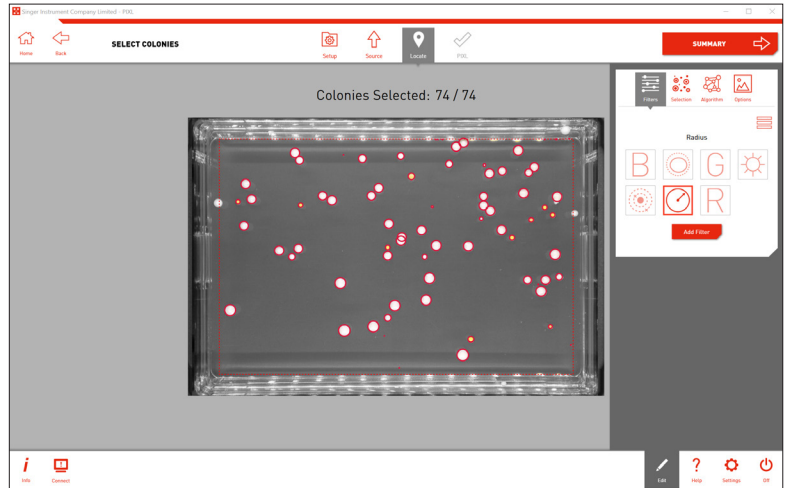 Singer Instrument Company Limited - PIXL
Home
Back
SELECT COLONIES
Setup
Source
Locate
PIXL
SUMMARY
Colonies Selected: 74 / 74
Filters
Selection
Algorithm
Options
Radius
B
G
R
Add Filter
i
Info
Connect
Edit
?
Help
Settings
Off